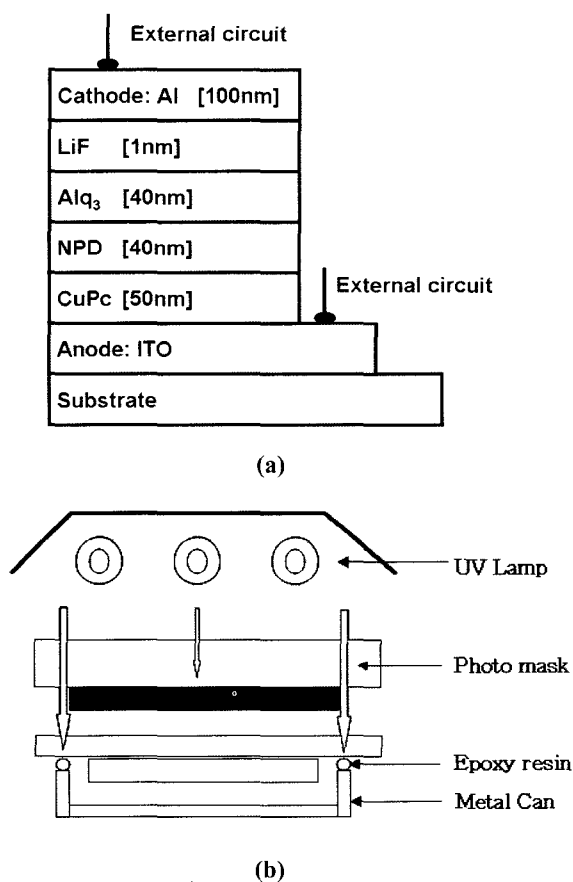 External circuit
Cathode: Al [100nm]
LiF [1nm]
Alq₃ [40nm]
NPD [40nm]
CuPc [50nm]
External circuit
Anode: ITO
Substrate
(a)
UV Lamp
Photo mask
Epoxy resin
Metal Can
(b)